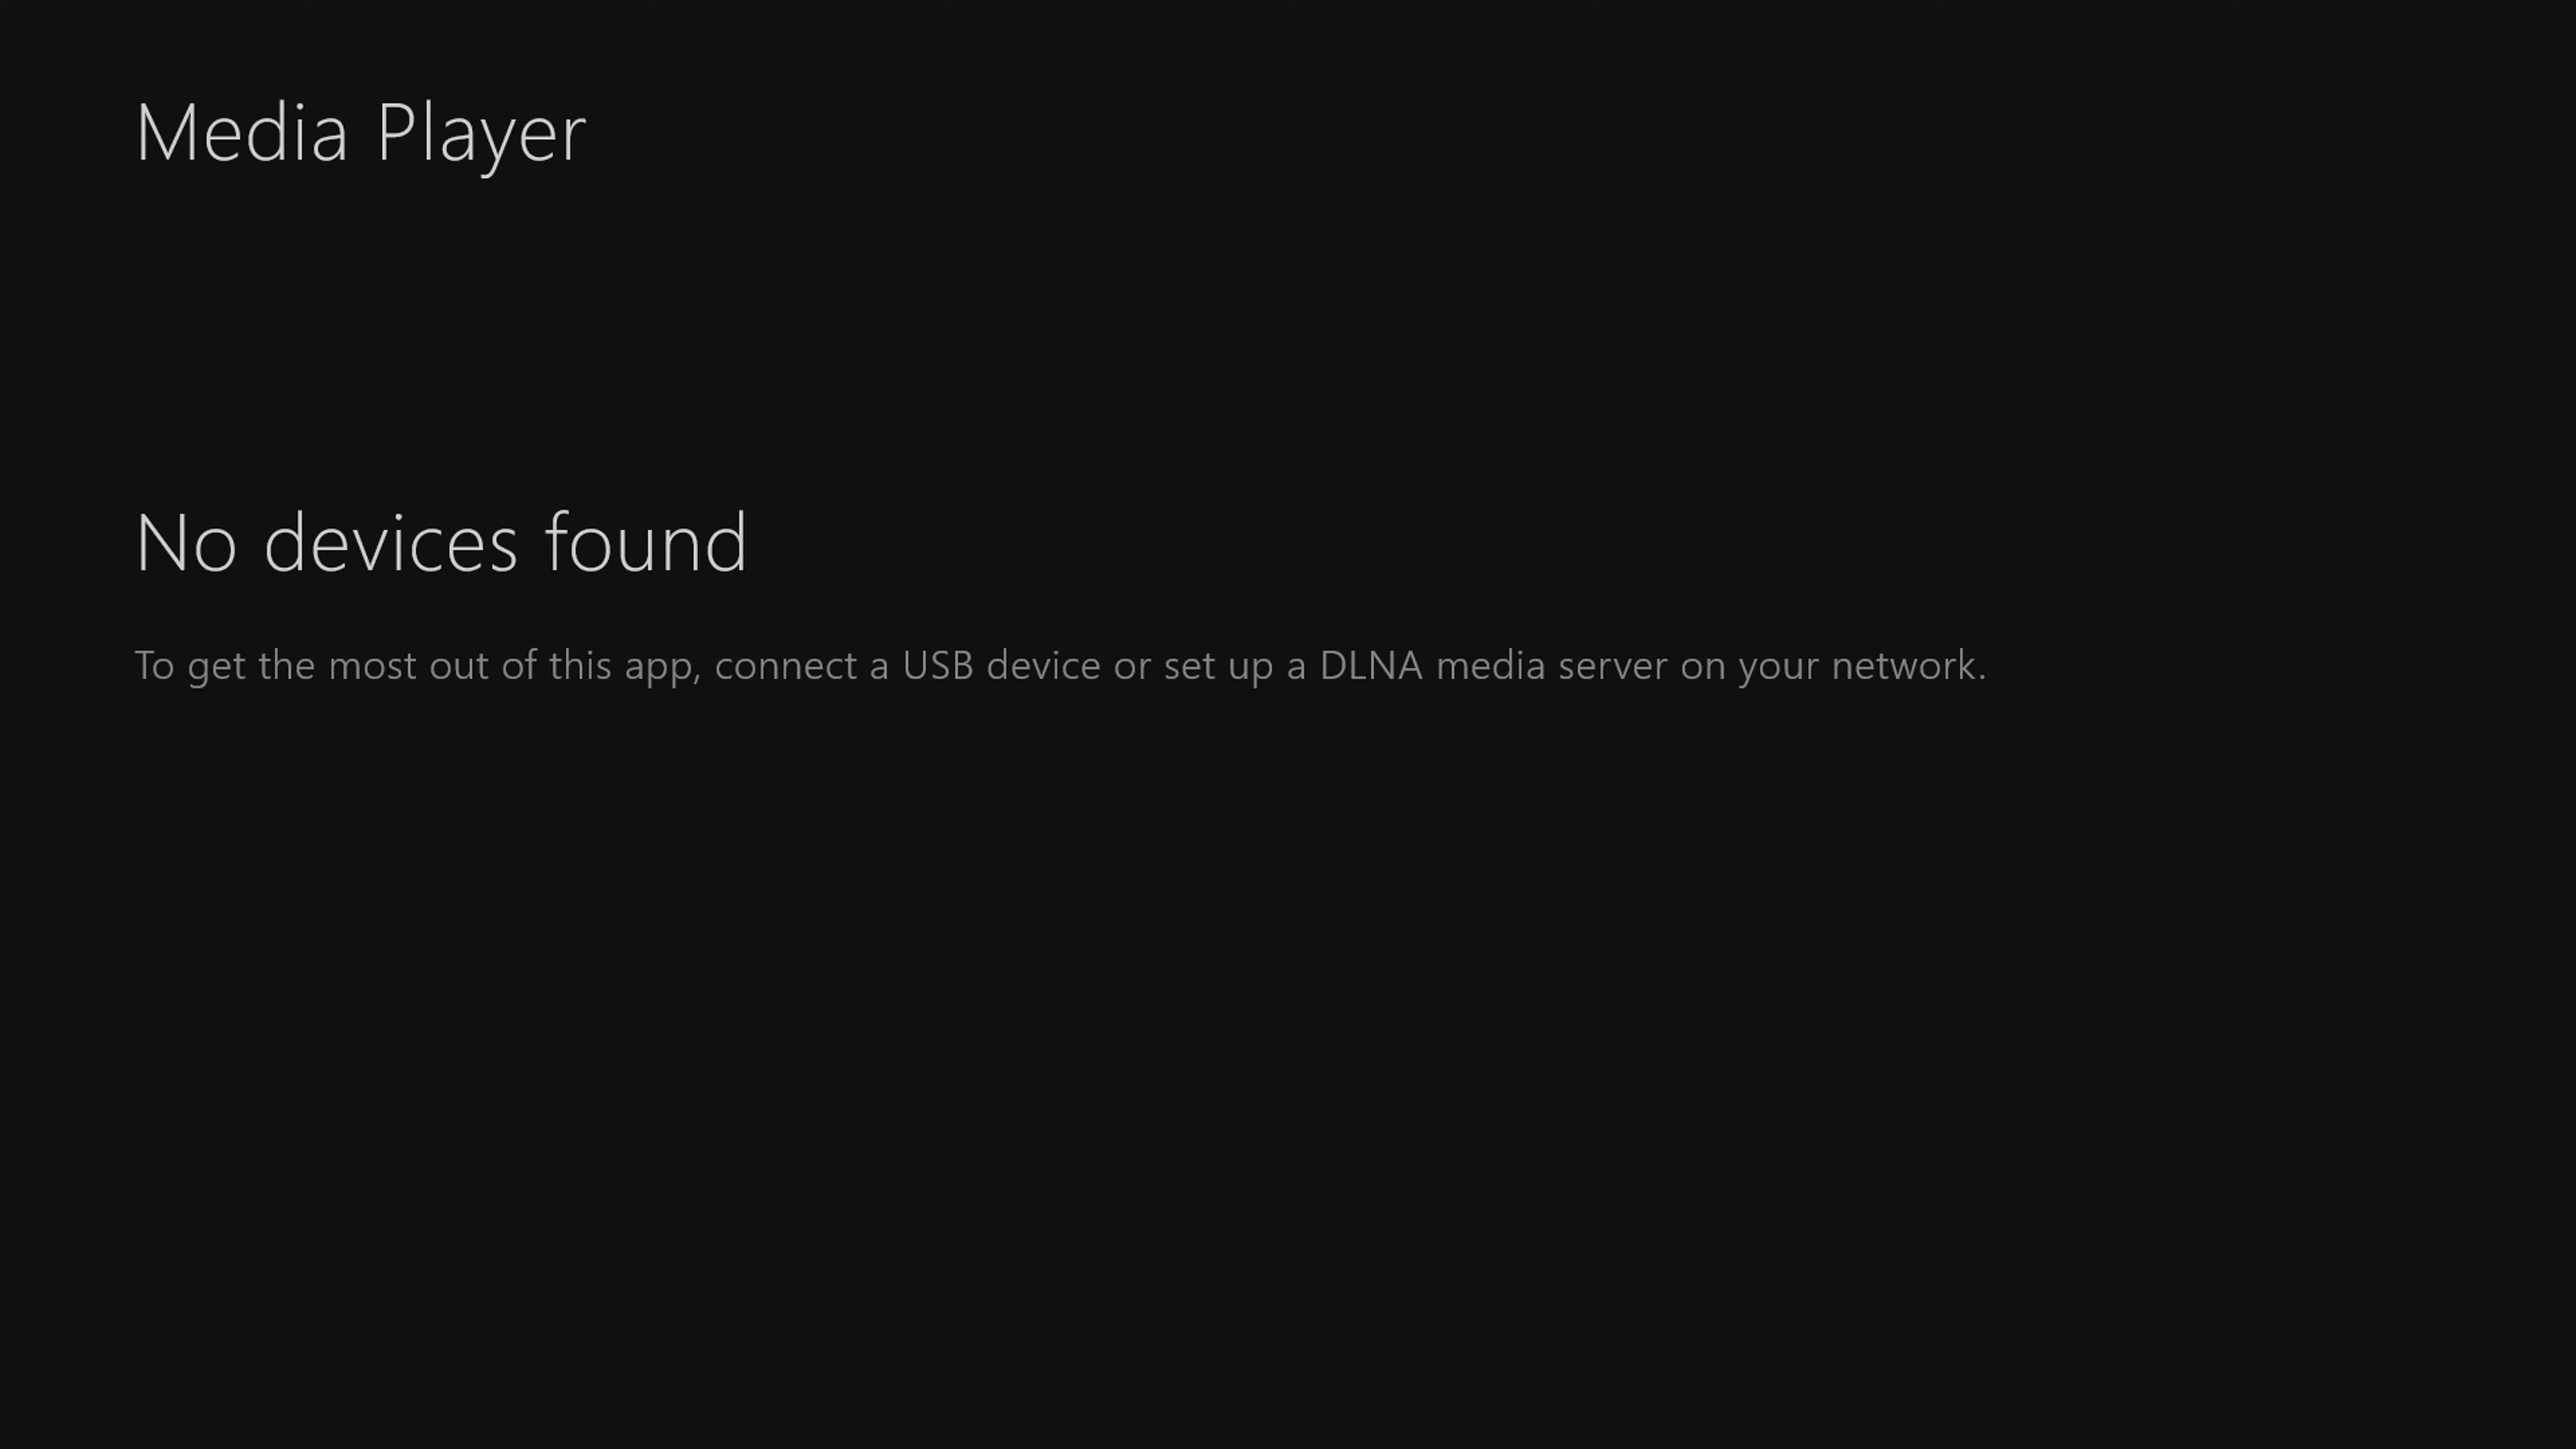 Media Player
No devices found
To get the most out of this app, connect a USB device or set up a DLNA media server on your network.